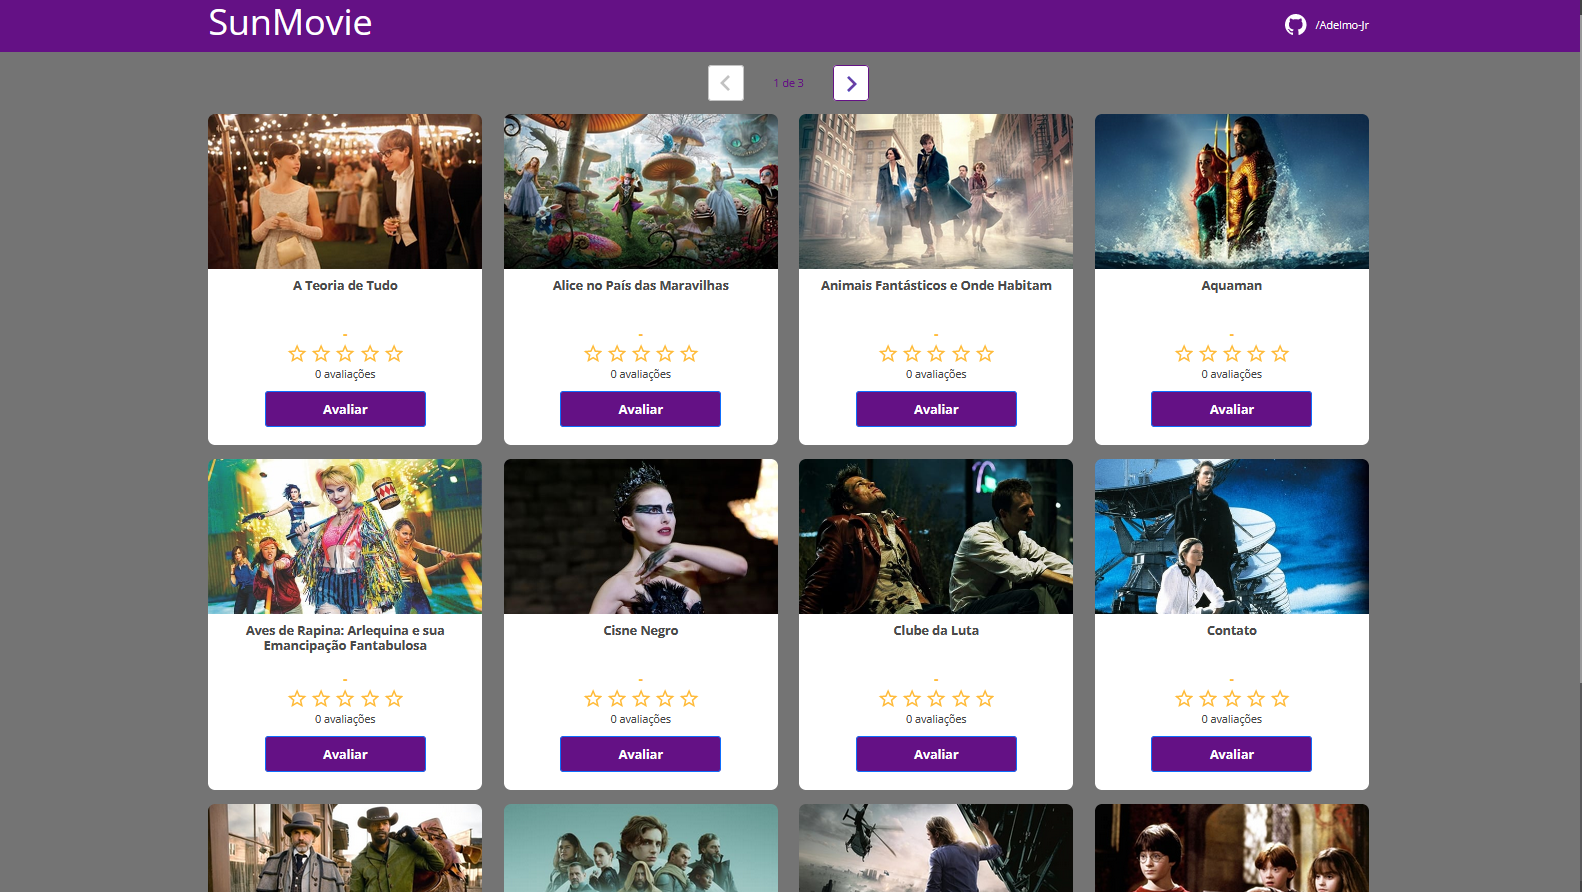 SunMovie
/Adelmo-Jr
1 de 3
A Teoria de Tudo
-
0 avaliações
Avaliar
Alice no País das Maravilhas
-
0 avaliações
Avaliar
Animais Fantásticos e Onde Habitam
-
0 avaliações
Avaliar
Aquaman
-
0 avaliações
Avaliar
Aves de Rapina: Arlequina e sua
Emancipação Fantabulosa
-
0 avaliações
Avaliar
Cisne Negro
-
0 avaliações
Avaliar
Clube da Luta
-
0 avaliações
Avaliar
Contato
-
0 avaliações
Avaliar